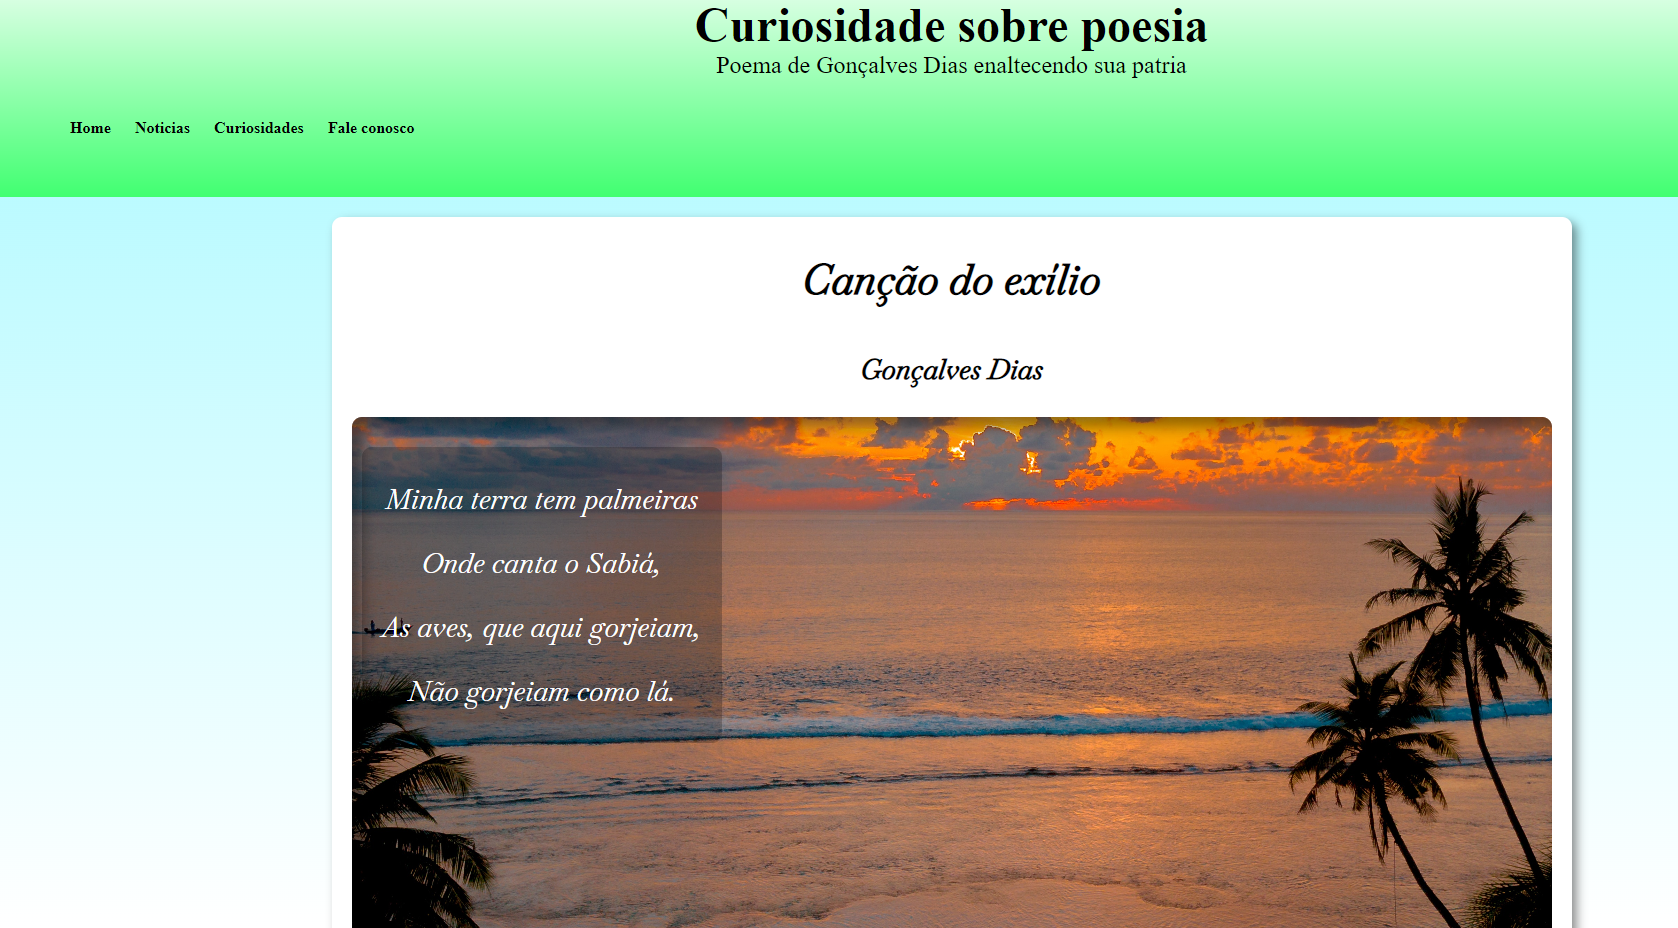 Curiosidade sobre poesia
Poema de Gonçalves Dias enaltecendo sua patria
Home Noticias Curiosidades Fale conosco
Canção do exílio
Gonçalves Dias
Minha terra tem palmeiras
Onde canta o Sabiá,
As aves, que aqui gorjeiam,
Não gorjeiam como lá.